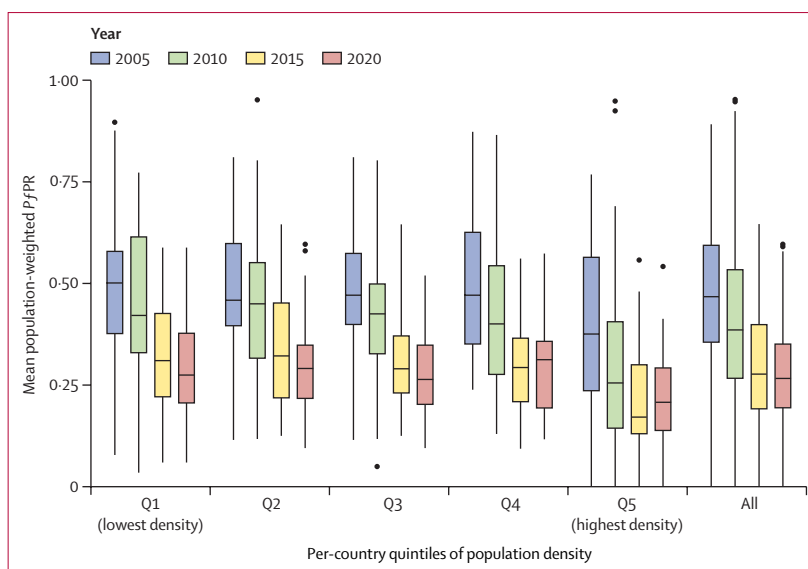 Year
2005 2010 2015 2020
1·00
0·75
0·50
0·25
0
Mean population-weighted PfPR
Q1 Q2 Q3 Q4 Q5 All
(lowest density) (highest density)
Per-country quintiles of population density